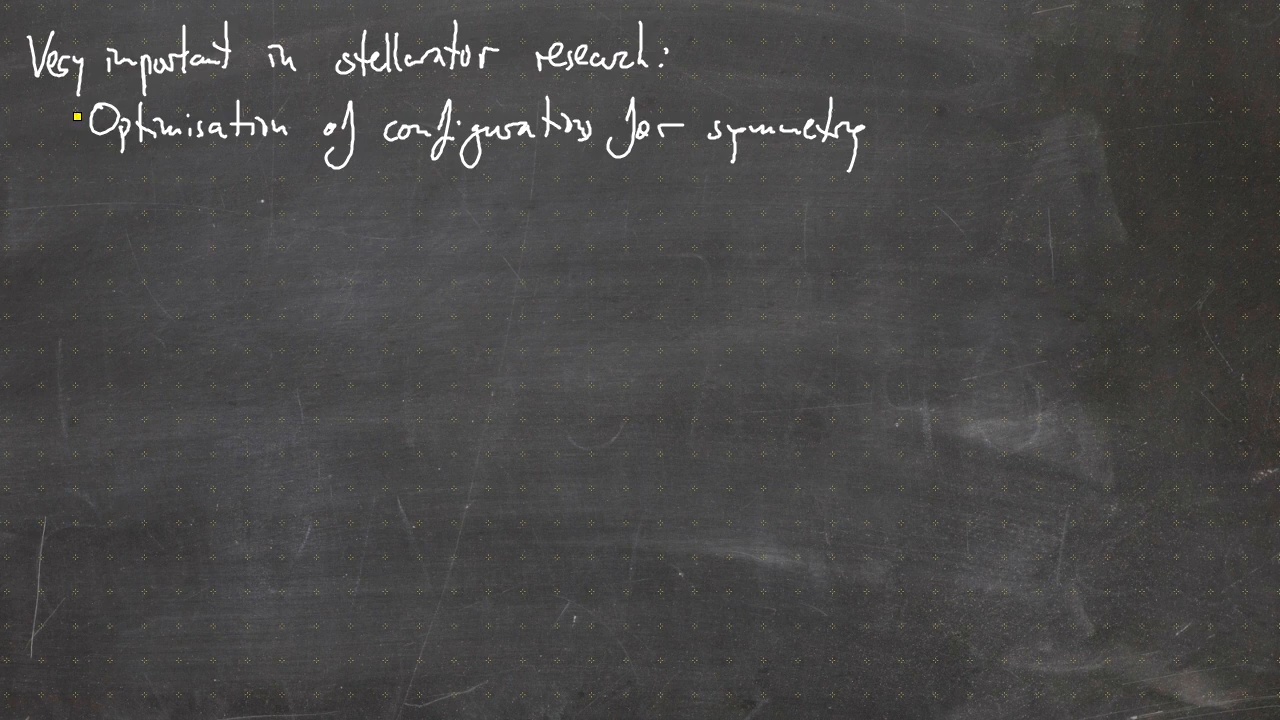 Very important in stellarator research:
Optimisation of configurations for symmetry